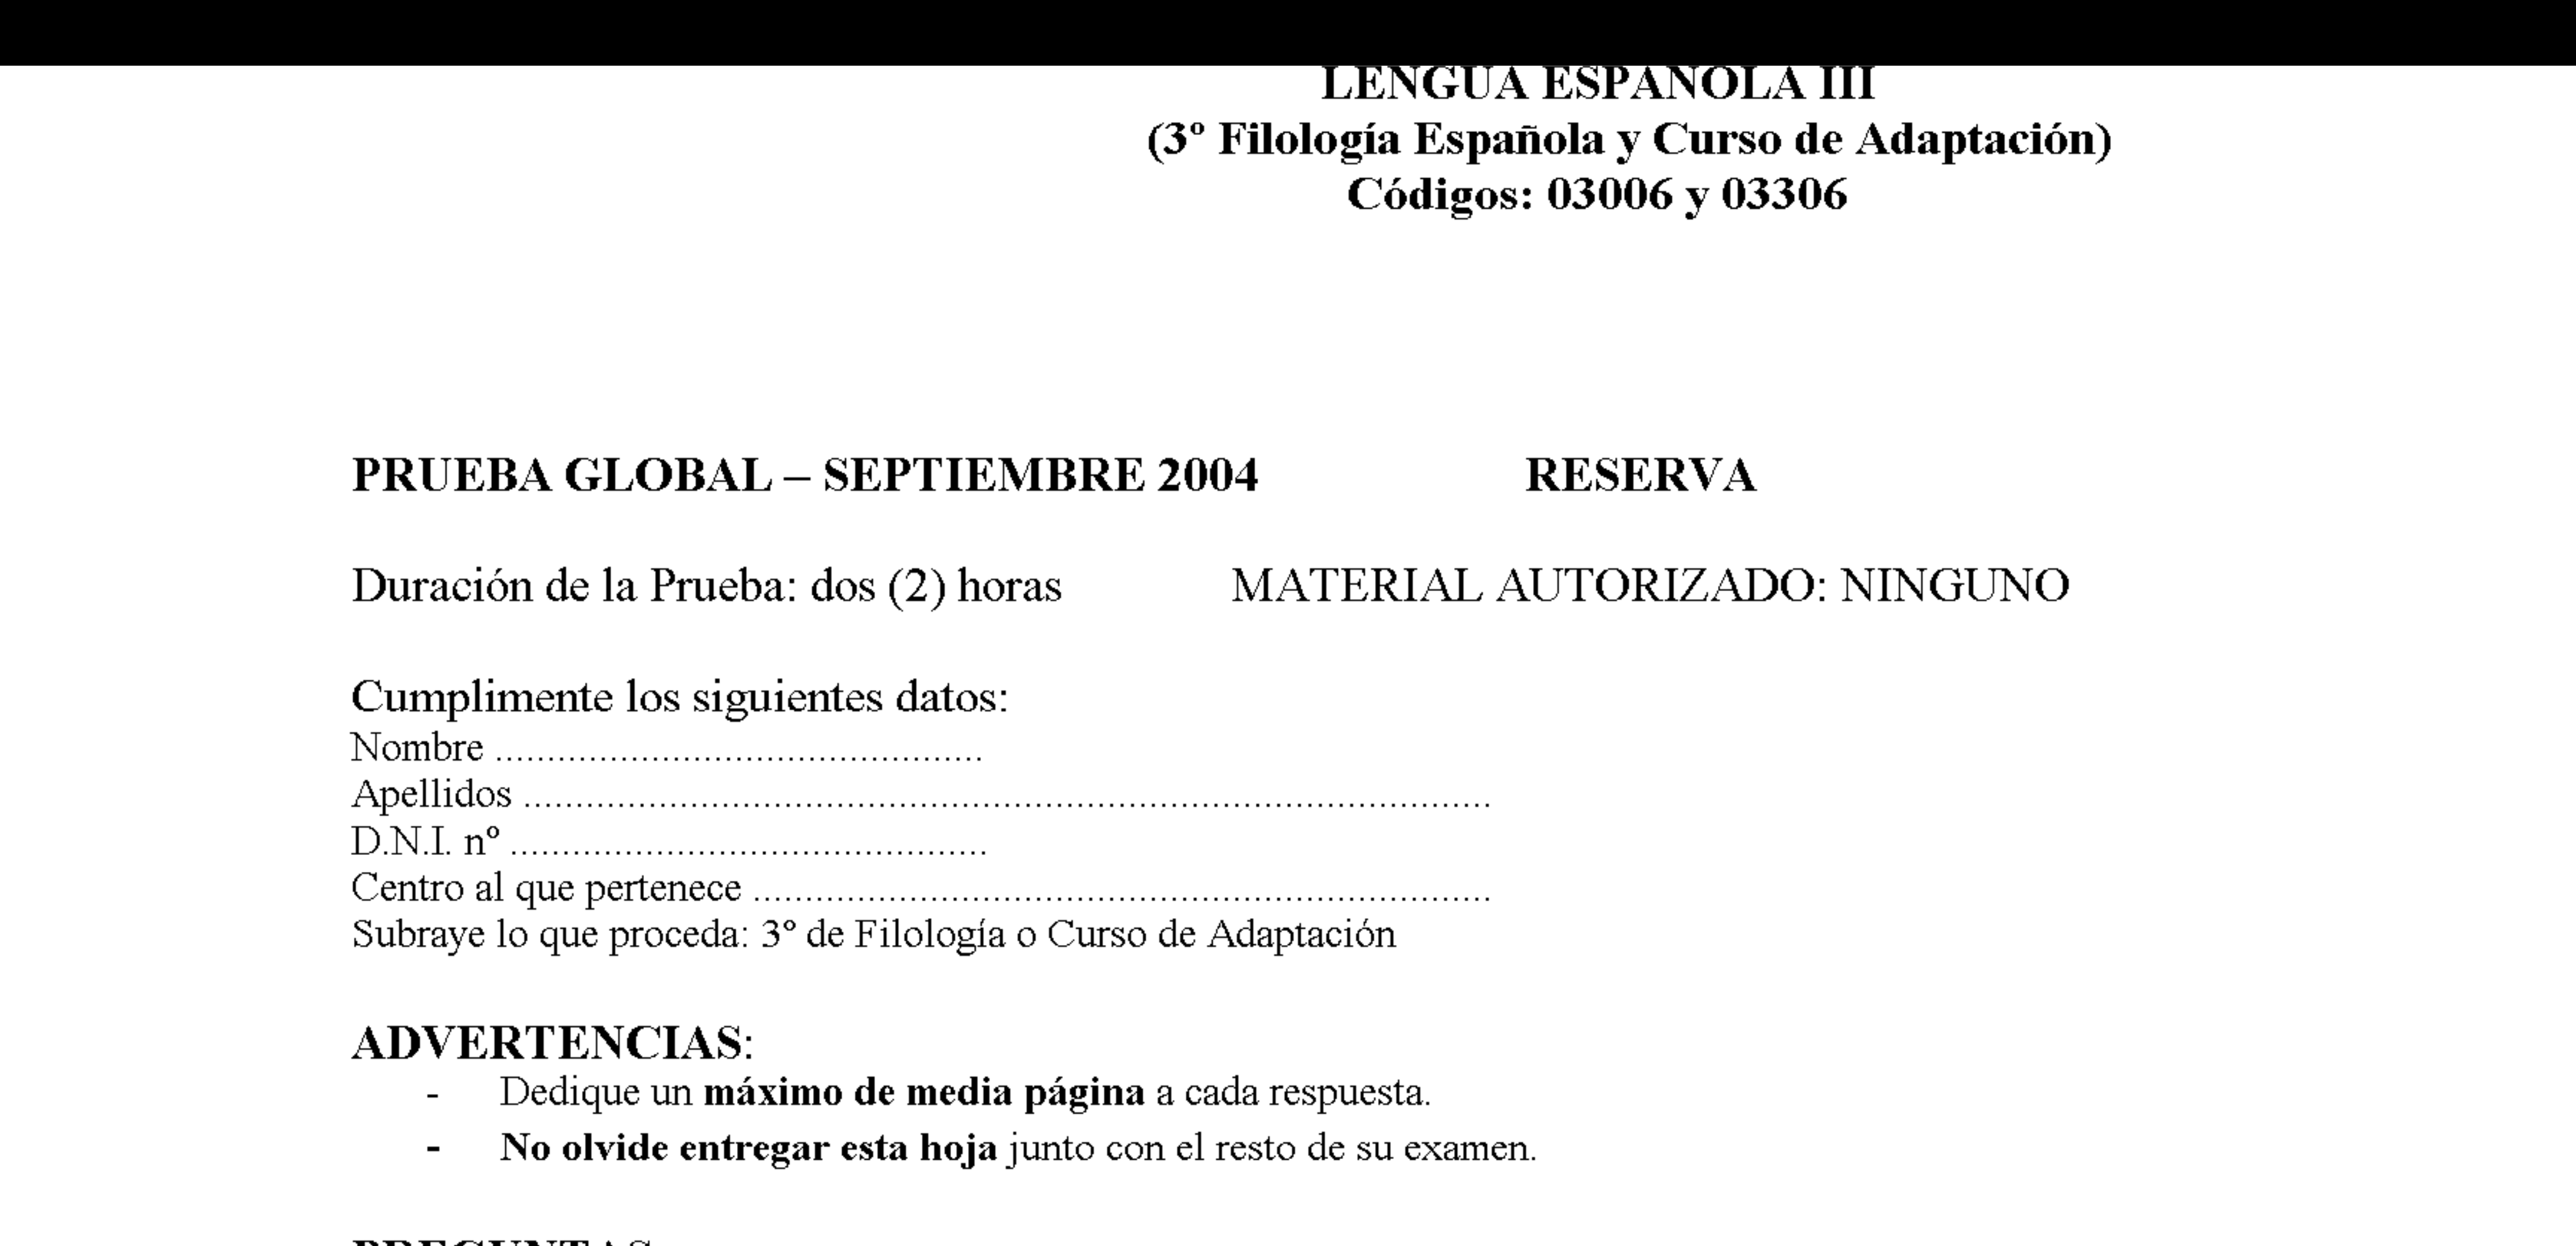 LENGUA ESPAÑOLA III
(3º Filología Española y Curso de Adaptación)
Códigos: 03006 y 03306
PRUEBA GLOBAL – SEPTIEMBRE 2004 RESERVA
Duración de la Prueba: dos (2) horas MATERIAL AUTORIZADO: NINGUNO
Cumplimente los siguientes datos:
Nombre ...............................................
Apellidos .............................................................................................
D.N.I. nº ..............................................
Centro al que pertenece .......................................................................
Subraye lo que proceda: 3º de Filología o Curso de Adaptación
ADVERTENCIAS:
- Dedique un máximo de media página a cada respuesta.
- No olvide entregar esta hoja junto con el resto de su examen.
PREGUNTAS